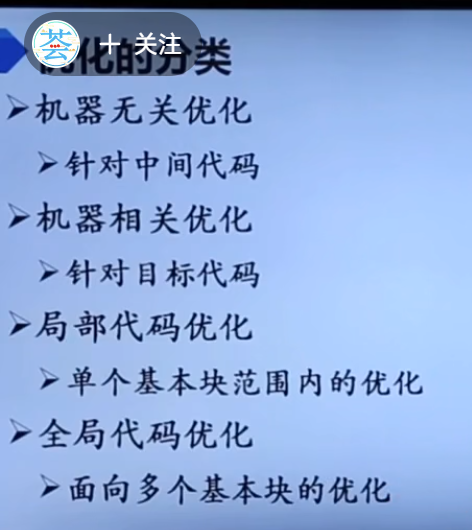 荟 + 关注
优化的分类
➢机器无关优化
➢针对中间代码
➢机器相关优化
➢针对目标代码
➢局部代码优化
➢单个基本块范围内的优化
➢全局代码优化
➢面向多个基本块的优化